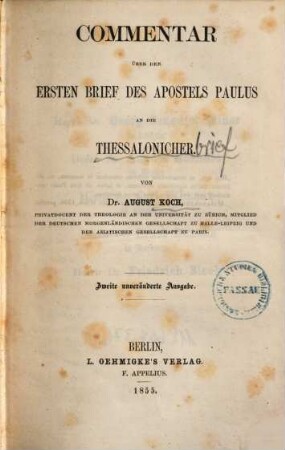 COMMENTAR
ÜBER DEN
ERSTEN BRIEF DES APOSTELS PAULUS
AN DIE
THESSALONICHER. brief
VON
Dr. AUGUST KOCH,
PRIVATDOCENT DER THEOLOGIE AN DER UNIVERSITÄT ZU ZÜRICH, MITGLIED
DER DEUTSCHEN MORGENLÄNDISCHEN GESELLSCHAFT ZU HALLE-LEIPZIG UND
DER ASIATISCHEN GESELLSCHAFT ZU PARIS.
Zweite unveränderte Ausgabe.
PASSAU
BERLIN,
L. OEHMIGKE'S VERLAG.
F. APPELIUS.
1855.